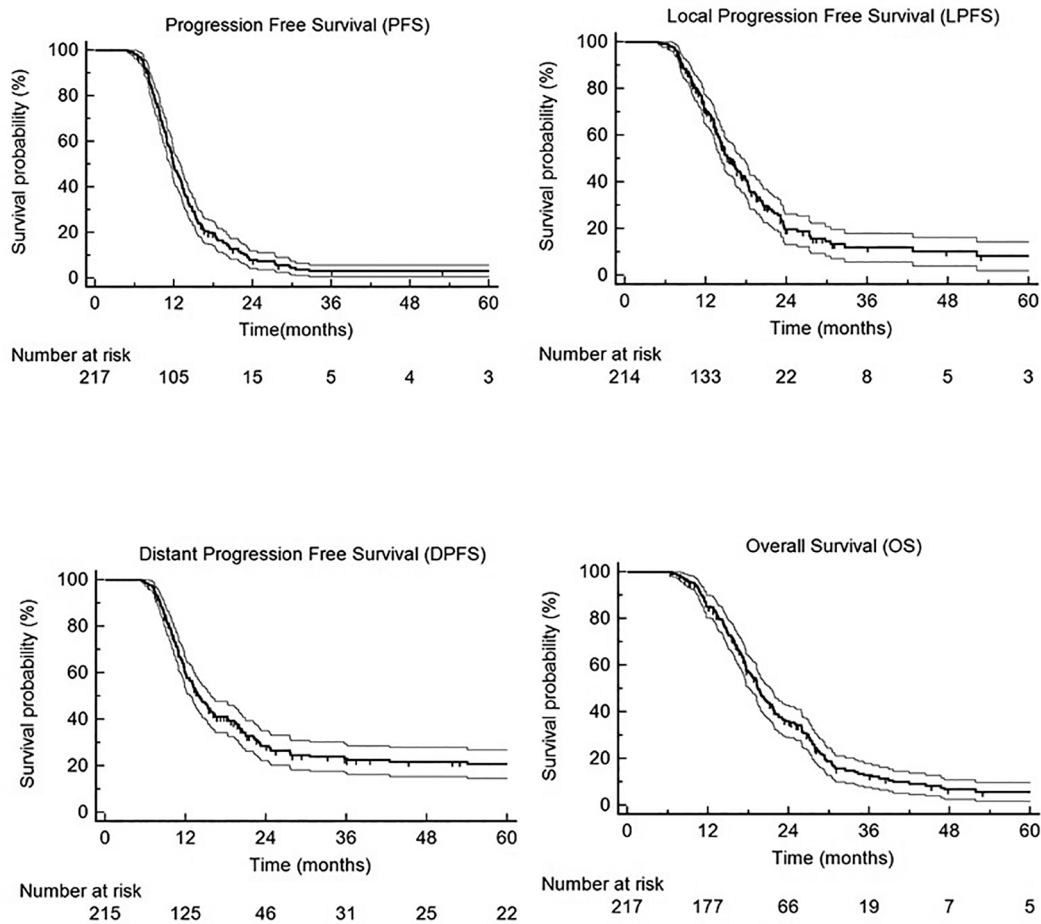 Progression Free Survival (PFS)
Survival probability (%)
100
80
60
40
20
0
0 12 24 36 48 60
Time(months)
Number at risk
217 105 15 5 4 3
Local Progression Free Survival (LPFS)
Survival probability (%)
100
80
60
40
20
0
0 12 24 36 48 60
Time (months)
Number at risk
214 133 22 8 5 3
Distant Progression Free Survival (DPFS)
Survival probability (%)
100
80
60
40
20
0
0 12 24 36 48 60
Time (months)
Number at risk
215 125 46 31 25 22
Overall Survival (OS)
Survival probability (%)
100
80
60
40
20
0
0 12 24 36 48 60
Time (months)
Number at risk
217 177 66 19 7 5